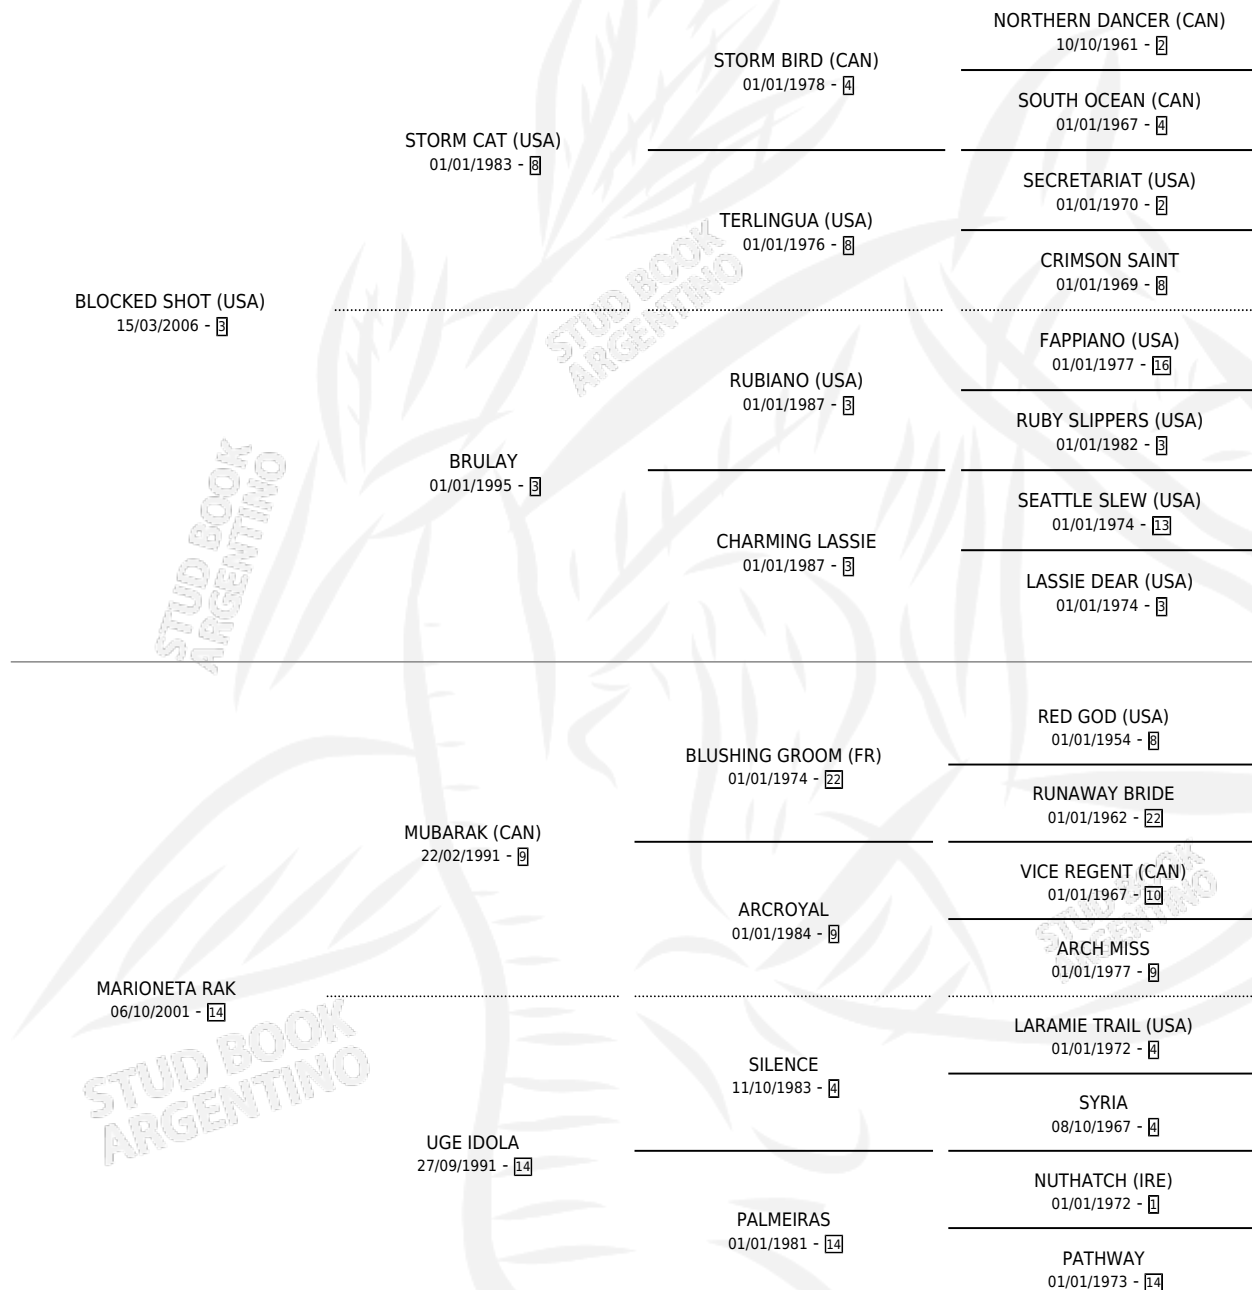 NORTHERN DANCER (CAN)
10/10/1961 - 2
STORM BIRD (CAN)
01/01/1978 - 4
SOUTH OCEAN (CAN)
01/01/1967 - 4
STORM CAT (USA)
01/01/1983 - 8
SECRETARIAT (USA)
01/01/1970 - 2
TERLINGUA (USA)
01/01/1976 - 8
CRIMSON SAINT
01/01/1969 - 8
BLOCKED SHOT (USA)
15/03/2006 - 3
FAPPIANO (USA)
01/01/1977 - 16
RUBIANO (USA)
01/01/1987 - 3
RUBY SLIPPERS (USA)
01/01/1982 - 3
BRULAY
01/01/1995 - 3
SEATTLE SLEW (USA)
01/01/1974 - 13
CHARMING LASSIE
01/01/1987 - 3
LASSIE DEAR (USA)
01/01/1974 - 3
RED GOD (USA)
01/01/1954 - 8
BLUSHING GROOM (FR)
01/01/1974 - 22
RUNAWAY BRIDE
01/01/1962 - 22
MUBARAK (CAN)
22/02/1991 - 9
VICE REGENT (CAN)
01/01/1967 - 10
ARCROYAL
01/01/1984 - 9
ARCH MISS
01/01/1977 - 9
MARIONETA RAK
06/10/2001 - 14
LARAMIE TRAIL (USA)
01/01/1972 - 4
SILENCE
11/10/1983 - 4
SYRIA
08/10/1967 - 4
UGE IDOLA
27/09/1991 - 14
NUTHATCH (IRE)
01/01/1972 - 1
PALMEIRAS
01/01/1981 - 14
PATHWAY
01/01/1973 - 14
STUD BOOK
ARGENTINO
STUD BOOK
ARGENTINO
STUD BOOK
ARGENTINO
STUD BOOK
ARGENTINO